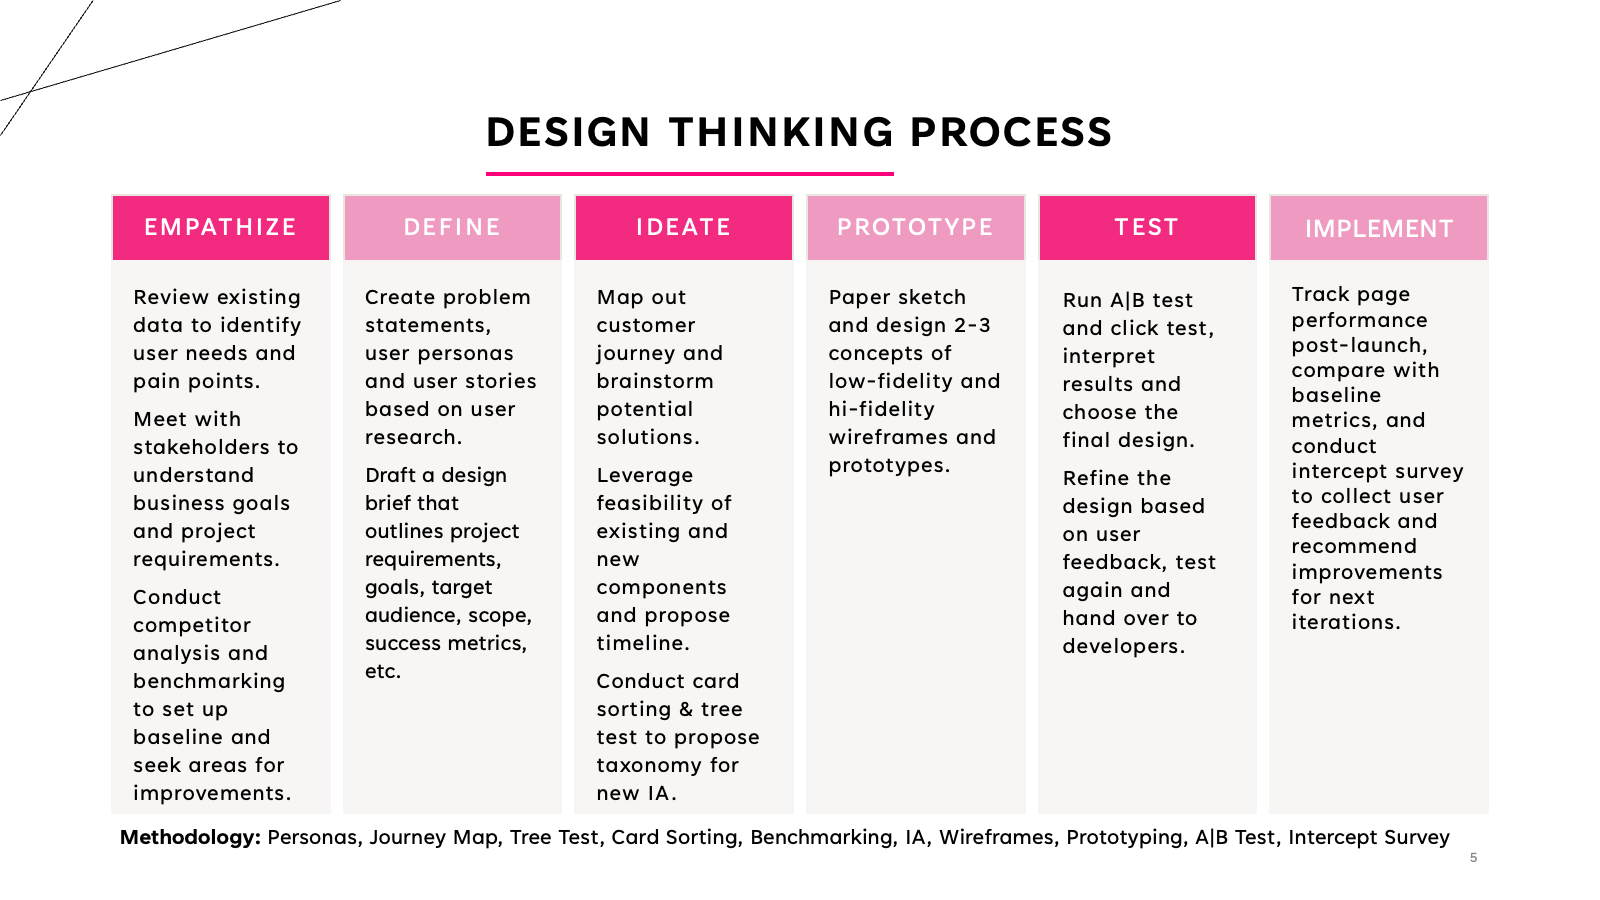 DESIGN THINKING PROCESS
EMPATHIZE
Review existing
data to identify
user needs and
pain points.
Meet with
stakeholders to
understand
business goals
and project
requirements.
Conduct
competitor
analysis and
benchmarking
to set up
baseline and
seek areas for
improvements.
DEFINE
Create problem
statements,
user personas
and user stories
based on user
research.
Draft a design
brief that
outlines project
requirements,
goals, target
audience, scope,
success metrics,
etc.
IDEATE
Map out
customer
journey and
brainstorm
potential
solutions.
Leverage
feasibility of
existing and
new
components
and propose
timeline.
Conduct card
sorting & tree
test to propose
taxonomy for
new IA.
PROTOTYPE
Paper sketch
and design 2-3
concepts of
low-fidelity and
hi-fidelity
wireframes and
prototypes.
TEST
Run A|B test
and click test,
interpret
results and
choose the
final design.
Refine the
design based
on user
feedback, test
again and
hand over to
developers.
IMPLEMENT
Track page
performance
post-launch,
compare with
baseline
metrics, and
conduct
intercept survey
to collect user
feedback and
recommend
improvements
for next
iterations.
Methodology: Personas, Journey Map, Tree Test, Card Sorting, Benchmarking, IA, Wireframes, Prototyping, A|B Test, Intercept Survey
5